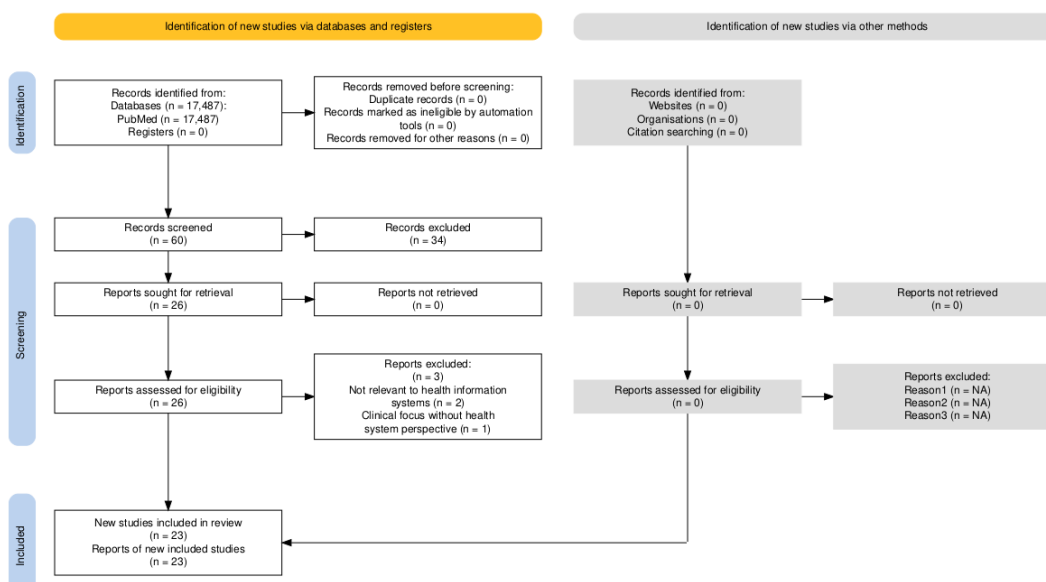 Identification of new studies via databases and registers
Identification of new studies via other methods
Identification
Records identified from:
Databases (n = 17,487):
PubMed (n = 17,487)
Registers (n = 0)
Records removed before screening:
Duplicate records (n = 0)
Records marked as ineligible by automation
tools (n = 0)
Records removed for other reasons (n = 0)
Records identified from:
Websites (n = 0)
Organisations (n = 0)
Citation searching (n = 0)
Screening
Records screened
(n = 60)
Records excluded
(n = 34)
Reports sought for retrieval
(n = 26)
Reports not retrieved
(n = 0)
Reports sought for retrieval
(n = 0)
Reports not retrieved
(n = 0)
Reports assessed for eligibility
(n = 26)
Reports excluded:
(n = 3)
Not relevant to health information
systems (n = 2)
Clinical focus without health
system perspective (n = 1)
Reports assessed for eligibility
(n = 0)
Reports excluded:
Reason1 (n = NA)
Reason2 (n = NA)
Reason3 (n = NA)
Included
New studies included in review
(n = 23)
Reports of new included studies
(n = 23)